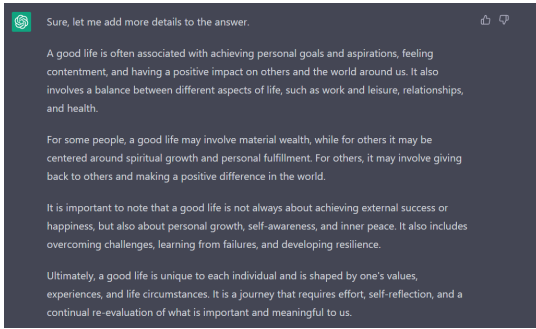 Sure, let me add more details to the answer.
A good life is often associated with achieving personal goals and aspirations, feeling
contentment, and having a positive impact on others and the world around us. It also
involves a balance between different aspects of life, such as work and leisure, relationships,
and health.
For some people, a good life may involve material wealth, while for others it may be
centered around spiritual growth and personal fulfillment. For others, it may involve giving
back to others and making a positive difference in the world.
It is important to note that a good life is not always about achieving external success or
happiness, but also about personal growth, self-awareness, and inner peace. It also includes
overcoming challenges, learning from failures, and developing resilience.
Ultimately, a good life is unique to each individual and is shaped by one's values,
experiences, and life circumstances. It is a journey that requires effort, self-reflection, and a
continual re-evaluation of what is important and meaningful to us.